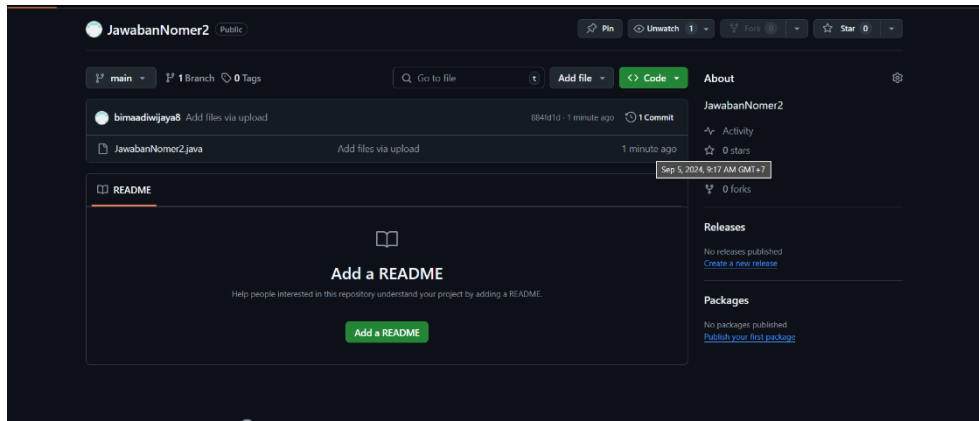 JawabanNomer2 Public
Pin
Unwatch 1
Fork 0
Star 0
main
1 Branch
0 Tags
Go to file
t
Add file
Code
bimaadiwijaya8 Add files via upload
884fd1d · 1 minute ago
1 Commit
JawabanNomer2.java
Add files via upload
1 minute ago
README
Add a README
Help people interested in this repository understand your project by adding a README.
Add a README
About
JawabanNomer2
Activity
0 stars
Sep 5, 2024, 9:17 AM GMT+7
0 forks
Releases
No releases published
Create a new release
Packages
No packages published
Publish your first package